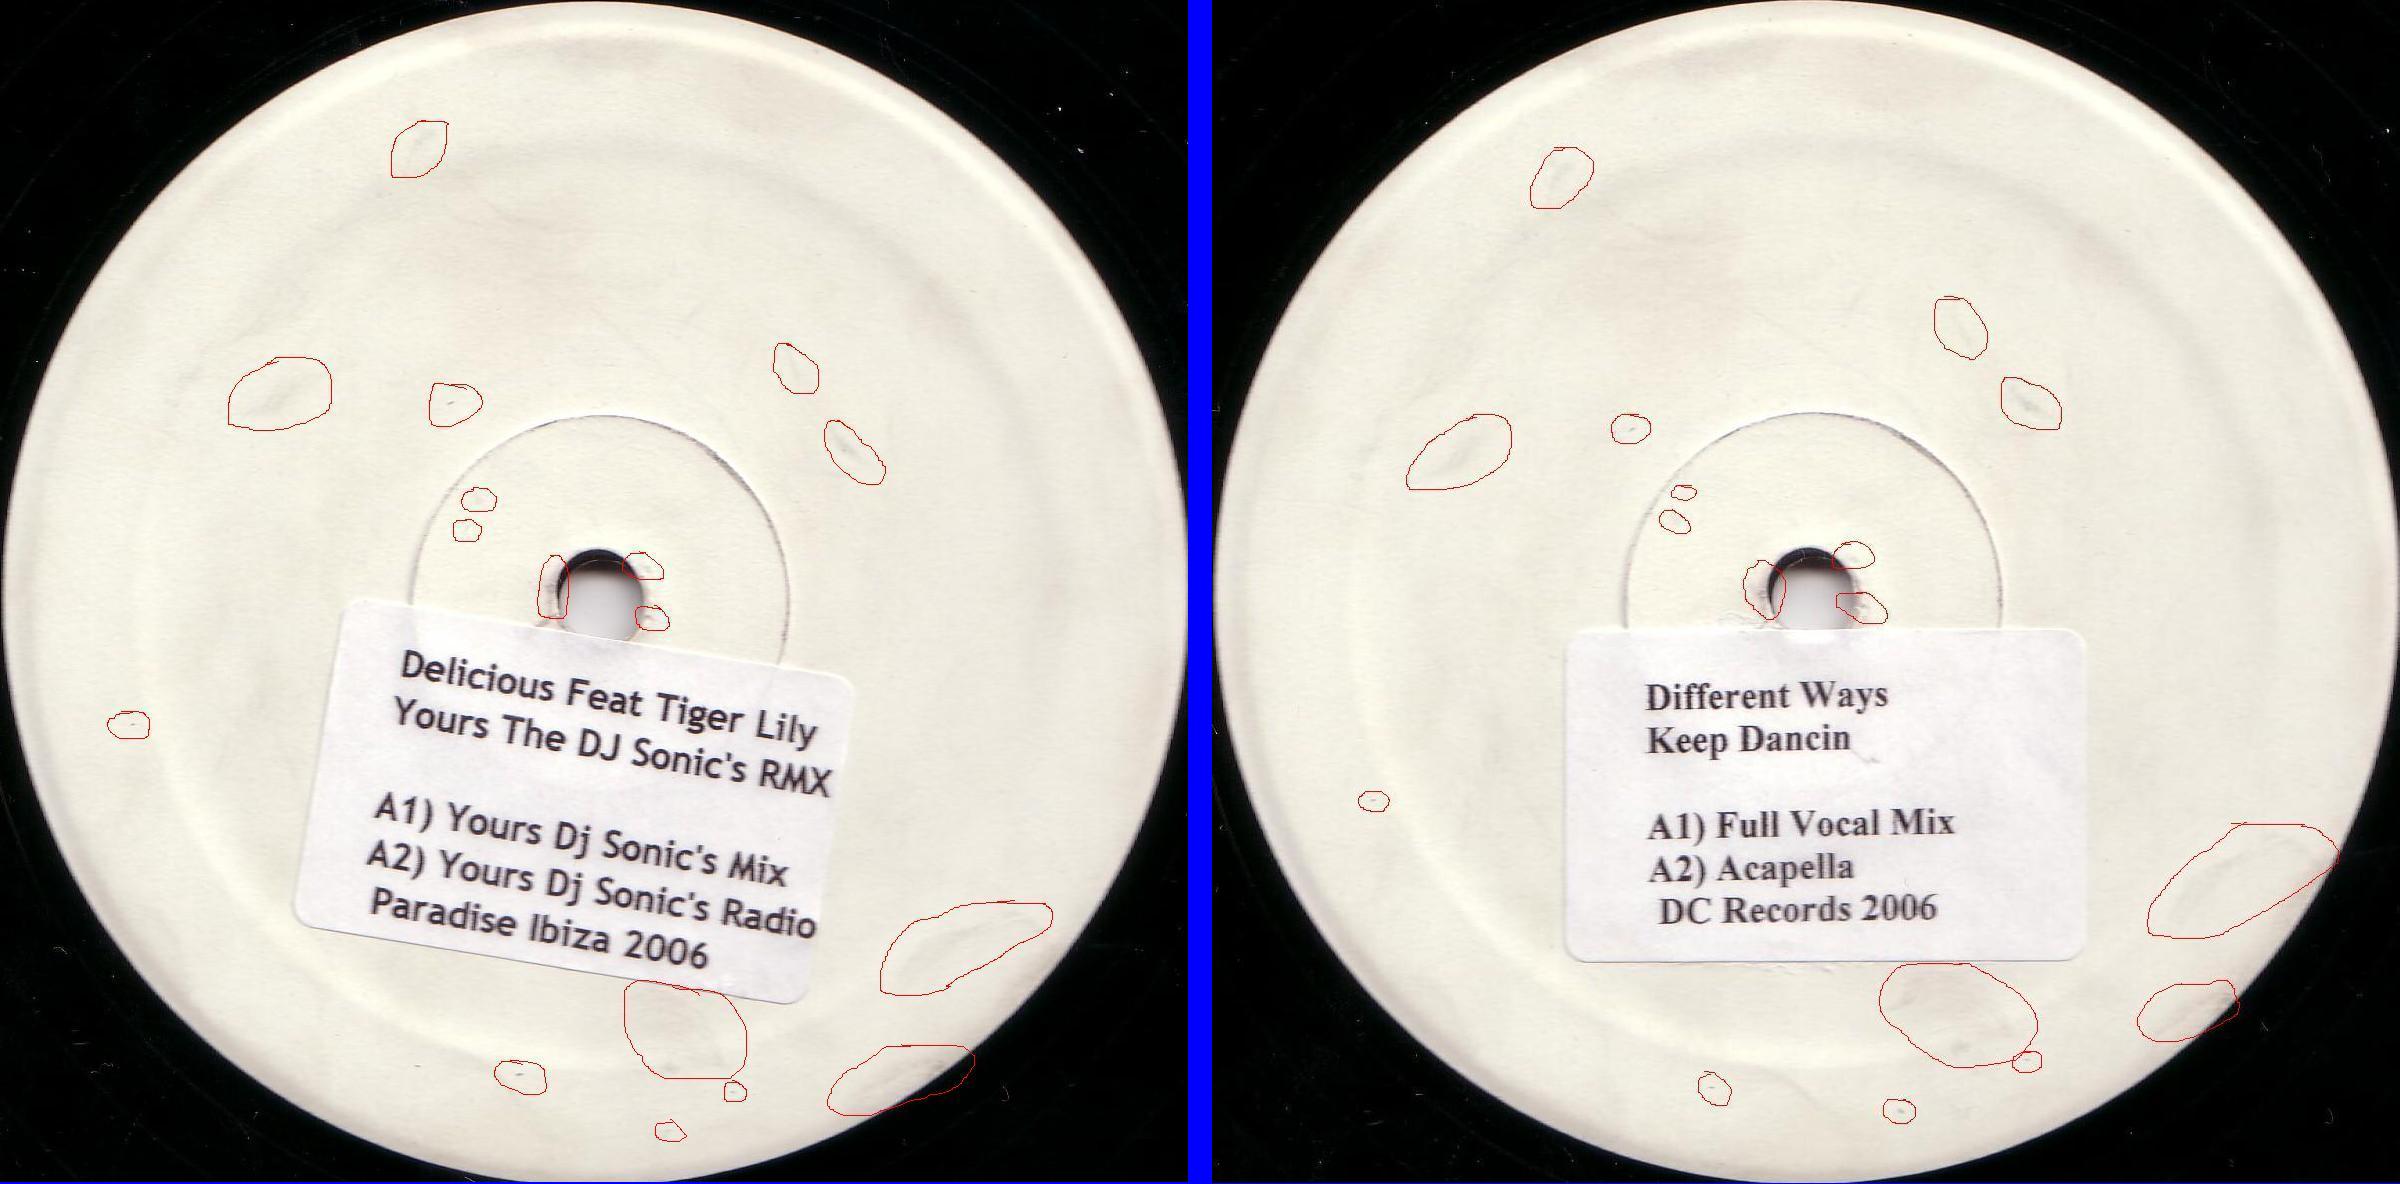 Delicious Feat Tiger Lily
Yours The DJ Sonic's RMX
A1) Yours Dj Sonic's Mix
A2) Yours Dj Sonic's Radio
Paradise Ibiza 2006
Different Ways
Keep Dancin
A1) Full Vocal Mix
A2) Acapella
DC Records 2006